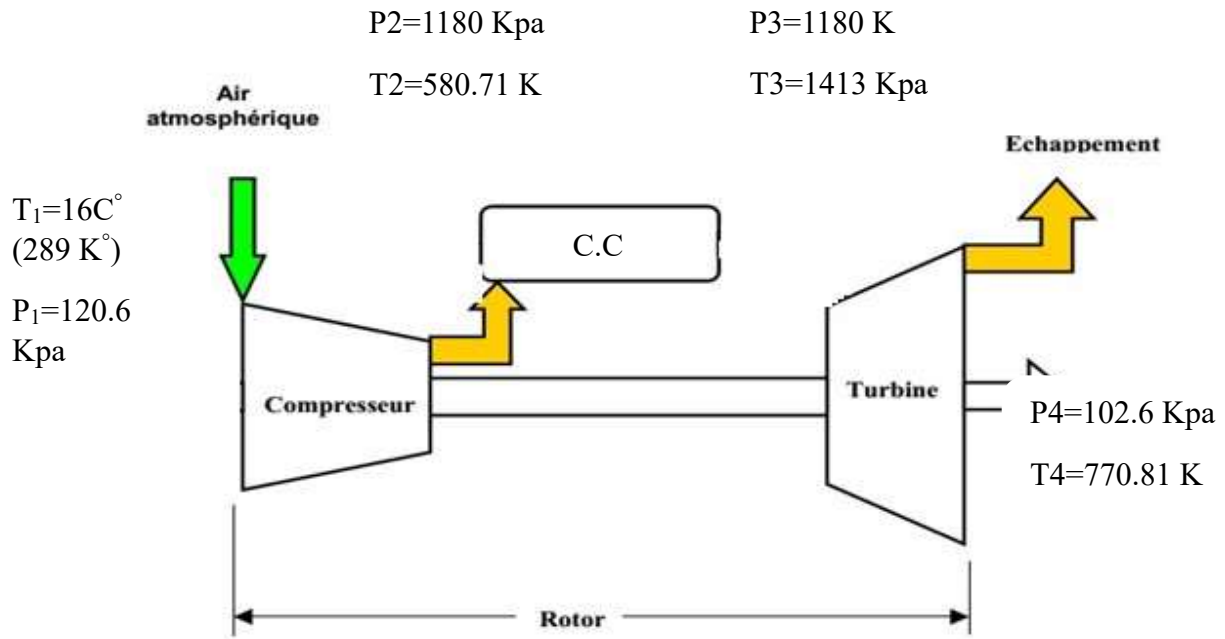 P2=1180 Kpa
P3=1180 K
T2=580.71 K
T3=1413 Kpa
Air
atmosphérique
Echappement
T₁=16C°
(289 K°)
P₁=120.6
Kpa
C.C
Compresseur
Turbine
P4=102.6 Kpa
T4=770.81 K
Rotor